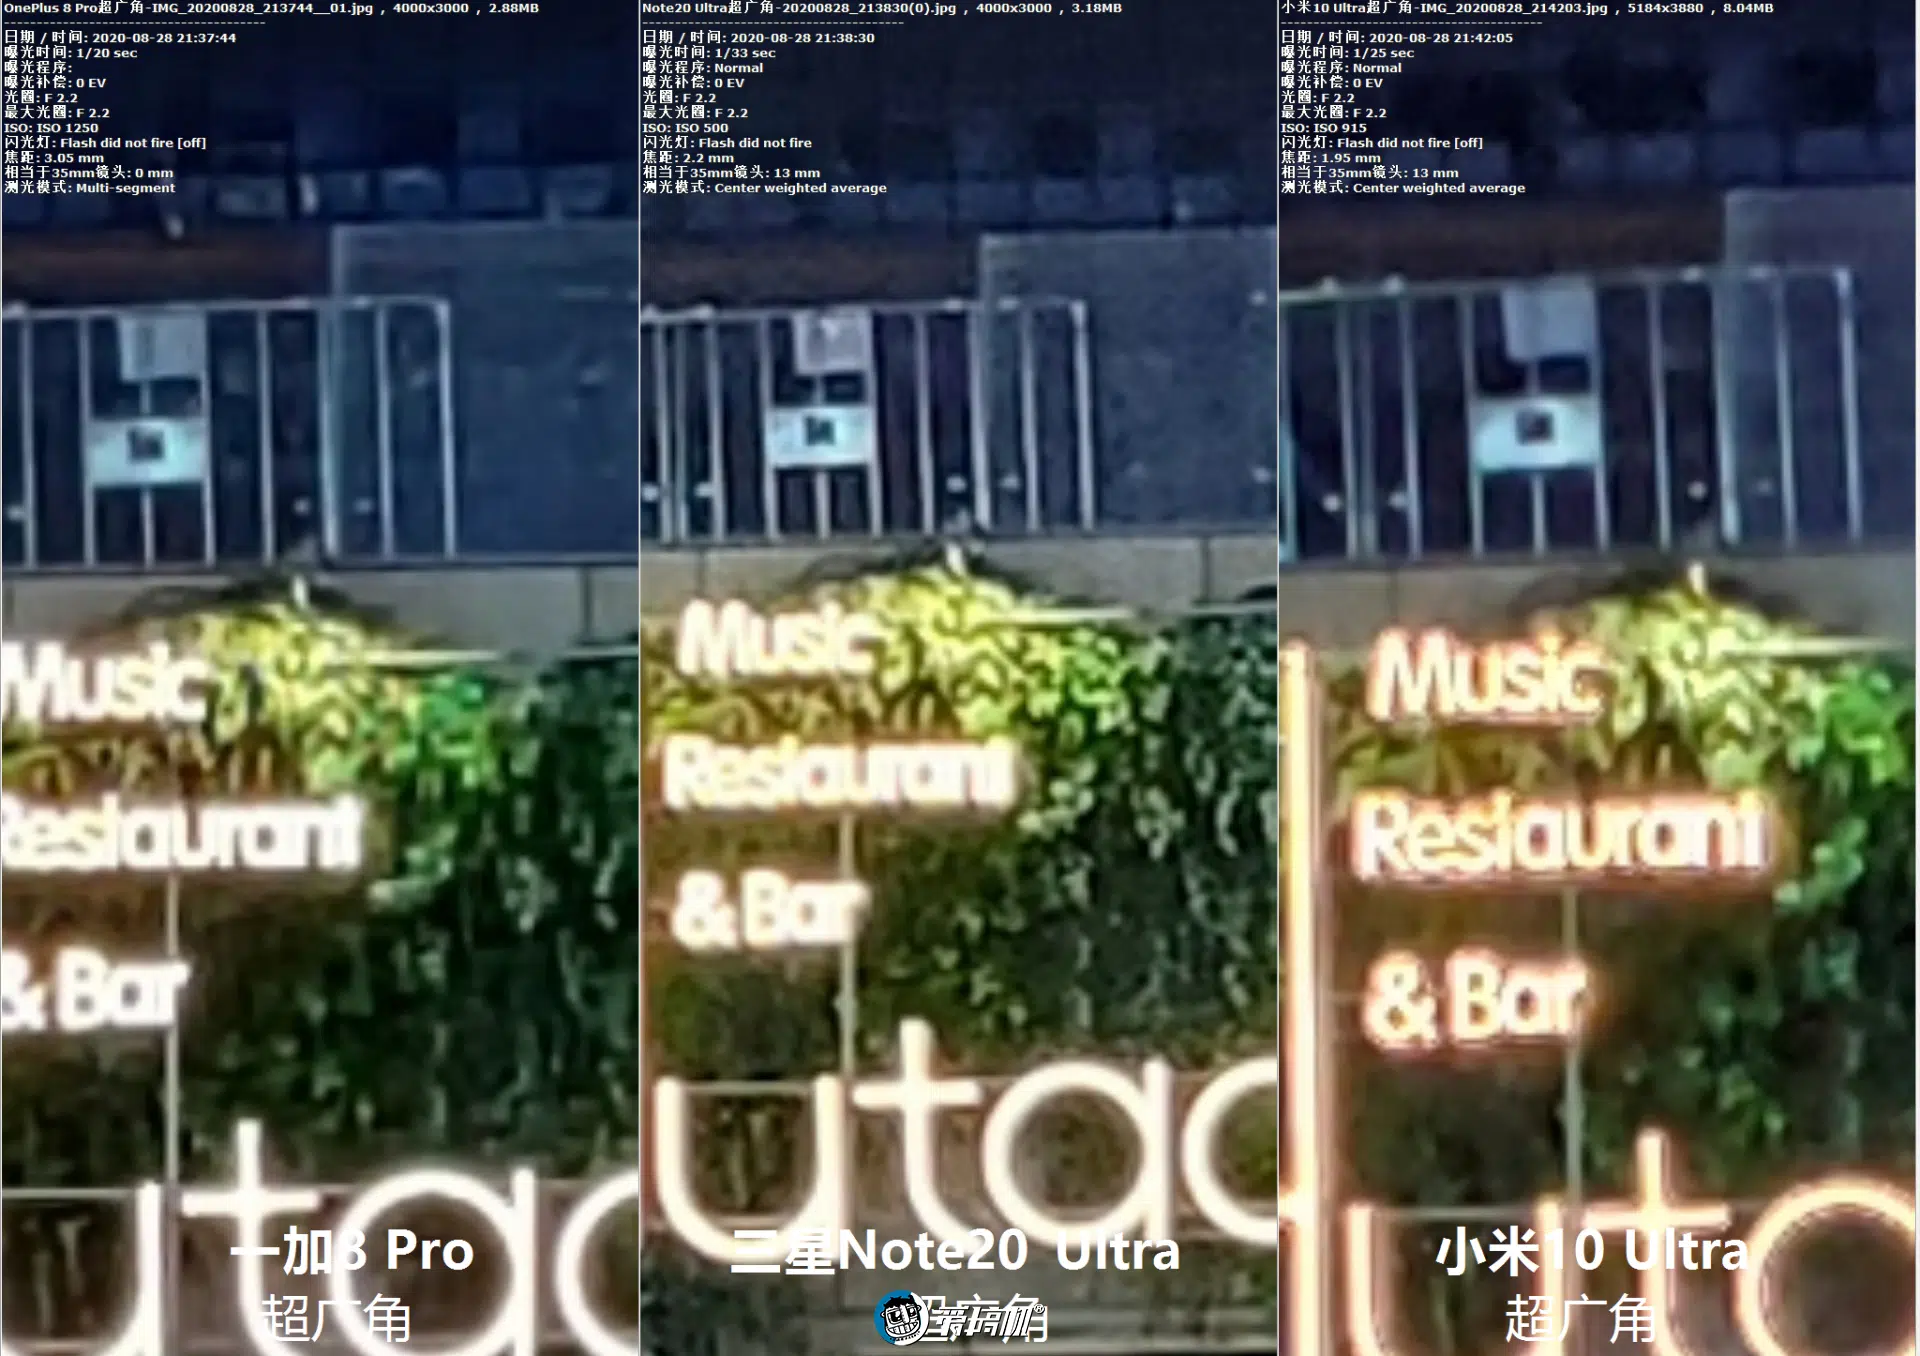 OnePlus 8 Pro超广角-IMG_20200828_213744__01.jpg , 4000x3000 , 2.88MB
日期 / 时间: 2020-08-28 21:37:44
曝光时间: 1/20 sec
曝光程序:
曝光补偿: 0 EV
光圈: F 2.2
最大光圈: F 2.2
ISO: ISO 1250
闪光灯: Flash did not fire [off]
焦距: 3.05 mm
相当于35mm镜头: 0 mm
测光模式: Multi-segment
Music
Restaurant
& Bar
utac
一加8 Pro
超广角
Note20 Ultra超广角-20200828_213830(0).jpg , 4000x3000 , 3.18MB
日期 / 时间: 2020-08-28 21:38:30
曝光时间: 1/33 sec
曝光程序: Normal
曝光补偿: 0 EV
光圈: F 2.2
最大光圈: F 2.2
ISO: ISO 500
闪光灯: Flash did not fire
焦距: 2.2 mm
相当于35mm镜头: 13 mm
测光模式: Center weighted average
Music
Restaurant
& Bar
utac
三星Note20 Ultra
超广角
爱搞机®
小米10 Ultra超广角-IMG_20200828_214203.jpg , 5184x3880 , 8.04MB
日期 / 时间: 2020-08-28 21:42:05
曝光时间: 1/25 sec
曝光程序: Normal
曝光补偿: 0 EV
光圈: F 2.2
最大光圈: F 2.2
ISO: ISO 915
闪光灯: Flash did not fire [off]
焦距: 1.95 mm
相当于35mm镜头: 13 mm
测光模式: Center weighted average
Music
Restaurant
& Bar
uta
小米10 Ultra
超广角